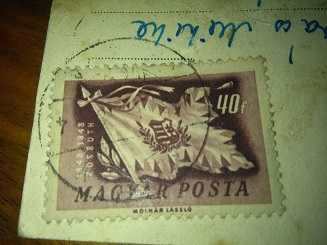 40f
1848-1948
KOSSUTH
MAGYAR POSTA
MOLNÁR LÁSZLÓ